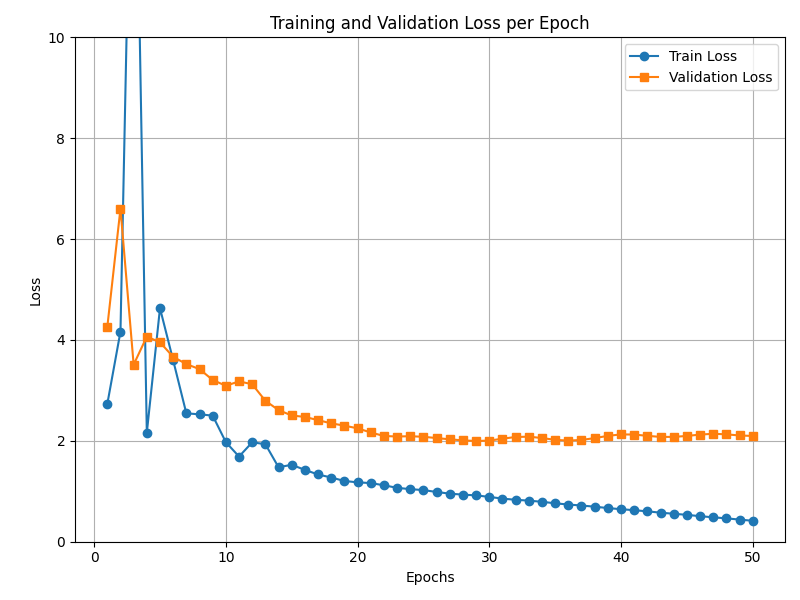 Training and Validation Loss per Epoch
Train Loss
Validation Loss
10
8
6
4
2
0
Loss
0 10 20 30 40 50
Epochs